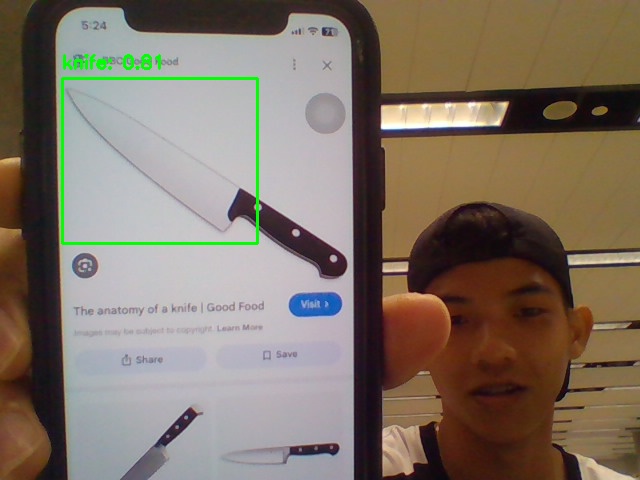 5:24
knife: 0.81
BBC Good Food
The anatomy of a knife | Good Food
Visit >
Images may be subject to copyright. Learn More
Share
Save